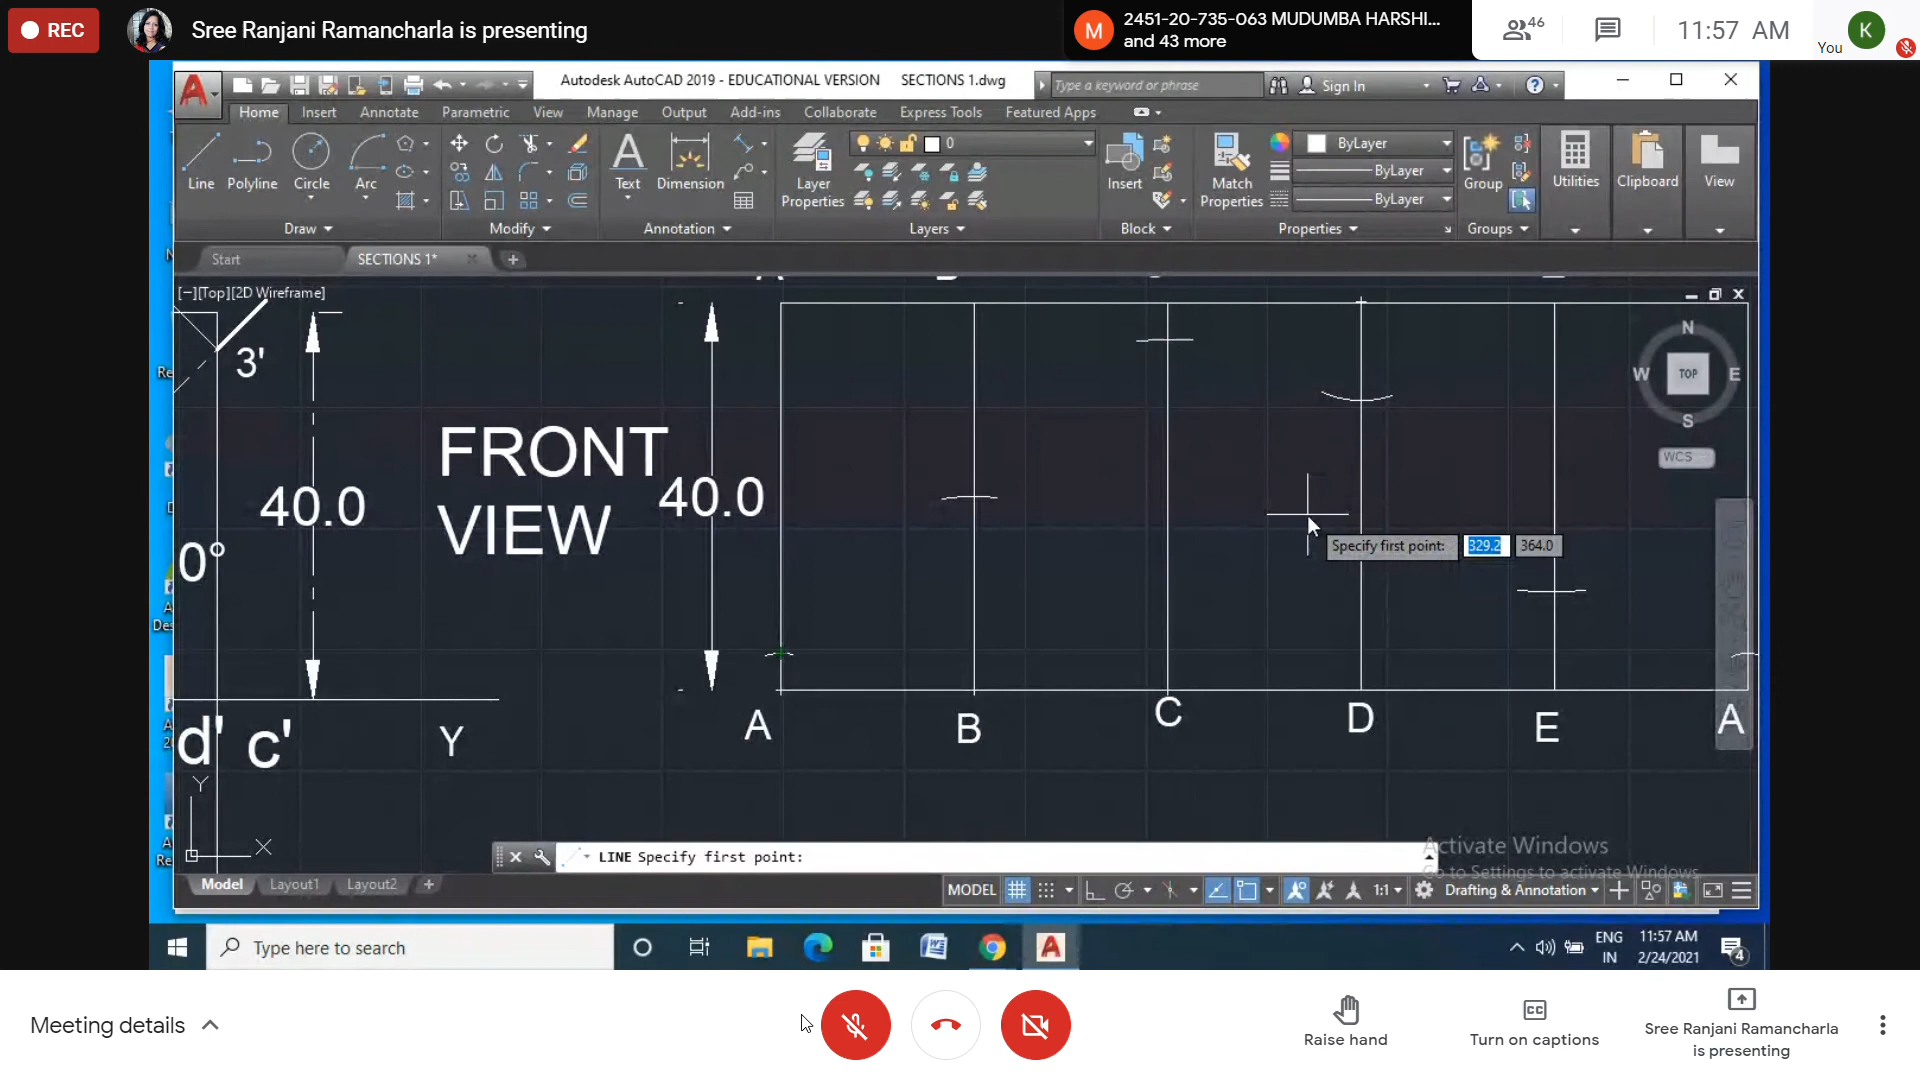 REC
Sree Ranjani Ramancharla is presenting
M
2451-20-735-063 MUDUMBA HARSHI...
and 43 more
46
11:57 AM
You
K
Autodesk AutoCAD 2019 - EDUCATIONAL VERSION SECTIONS 1.dwg
Type a keyword or phrase
Sign In
Home Insert Annotate Parametric View Manage Output Add-ins Collaborate Express Tools Featured Apps
Line Polyline Circle Arc
Text Dimension
Layer Properties
0
Insert
Match Properties
ByLayer
ByLayer
ByLayer
Group
Utilities
Clipboard
View
Draw Modify Annotation Layers Block Properties Groups
Start SECTIONS 1*
[−][Top][2D Wireframe]
3'
40.0
0°
FRONT
VIEW
40.0
N
W TOP E
S
WCS
Specify first point: 329.2 364.0
A B C D E A
d' c' Y
Y
X
Activate Windows
Go to Settings to activate Windows.
LINE Specify first point:
Model Layout1 Layout2 +
MODEL
1:1
Drafting & Annotation
Type here to search
ENG
IN
11:57 AM
2/24/2021
4
Meeting details
Raise hand
Turn on captions
Sree Ranjani Ramancharla
is presenting